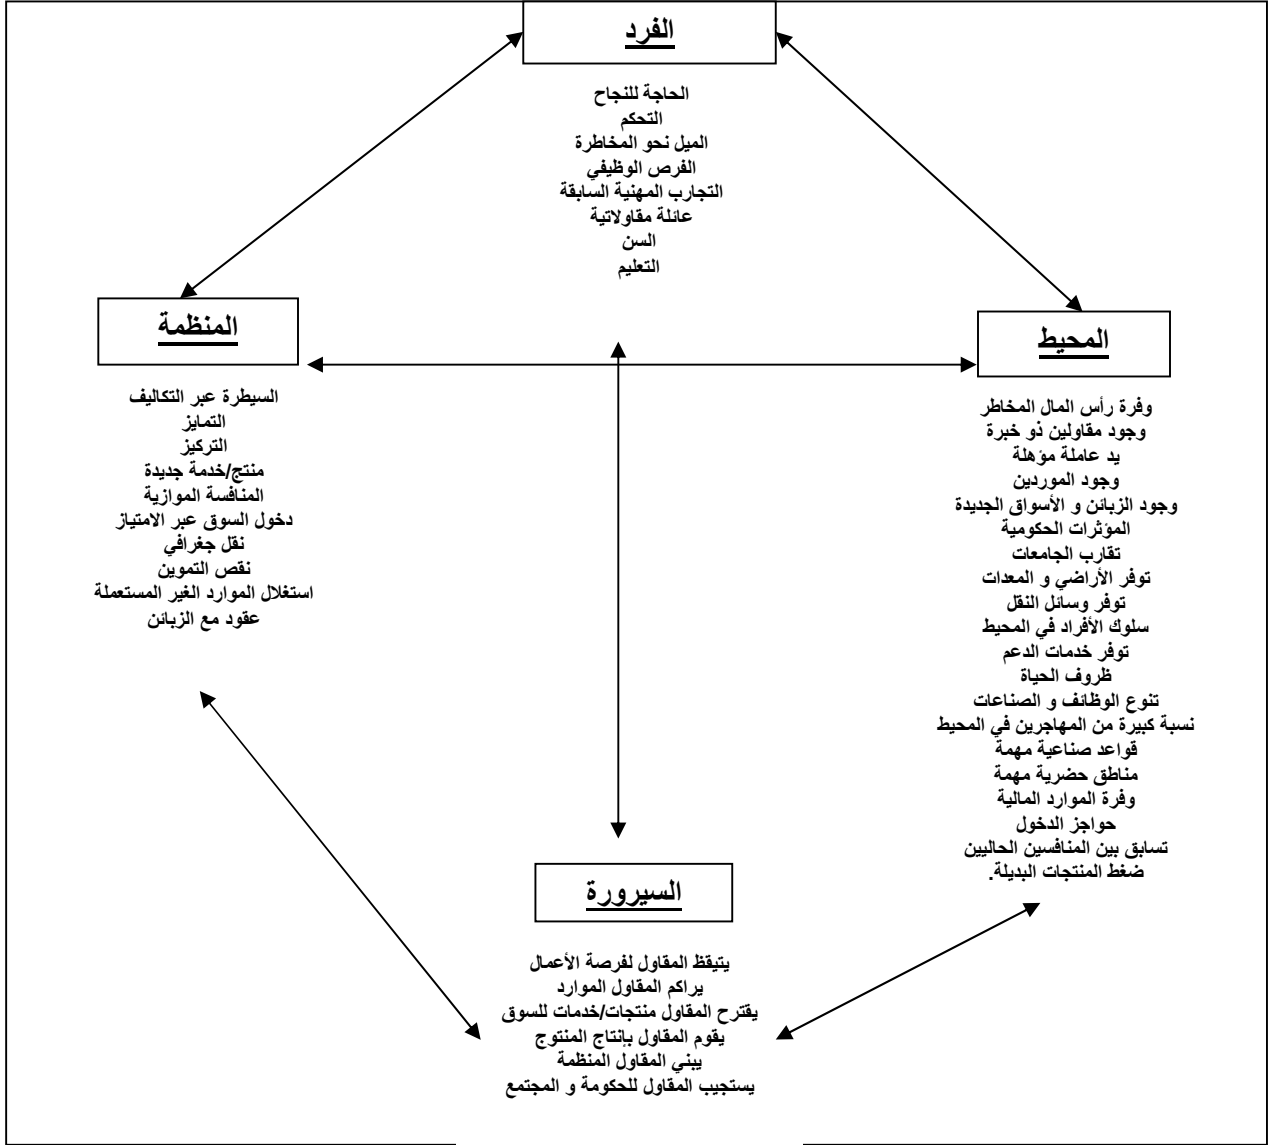 الفرد
الحاجة للنجاح
التحكم
الميل نحو المخاطرة
الفرص الوظيفي
التجارب المهنية السابقة
عائلة مقاولاتية
السن
التعليم
المحيط
وفرة رأس المال المخاطر
وجود مقاولين ذو خبرة
يد عاملة مؤهلة
وجود الموردين
وجود الزبائن و الأسواق الجديدة
المؤثرات الحكومية
تقارب الجامعات
توفر الأراضي و المعدات
توفر وسائل النقل
سلوك الأفراد في المحيط
توفر خدمات الدعم
ظروف الحياة
تنوع الوظائف و الصناعات
نسبة كبيرة من المهاجرين في المحيط
قواعد صناعية مهمة
مناطق حضرية مهمة
وفرة الموارد المالية
حواجز الدخول
تسابق بين المنافسين الحاليين
ضغط المنتجات البديلة.
المنظمة
السيطرة عبر التكاليف
التمايز
التركيز
منتج/خدمة جديدة
المنافسة الموازية
دخول السوق عبر الامتياز
نقل جغرافي
نقص التموين
استغلال الموارد الغير المستعملة
عقود مع الزبائن
السيرورة
يتيقظ المقاول لفرصة الأعمال
يراكم المقاول الموارد
يقترح المقاول منتجات/خدمات للسوق
يقوم المقاول بإنتاج المنتوج
يبني المقاول المنظمة
يستجيب المقاول للحكومة و المجتمع